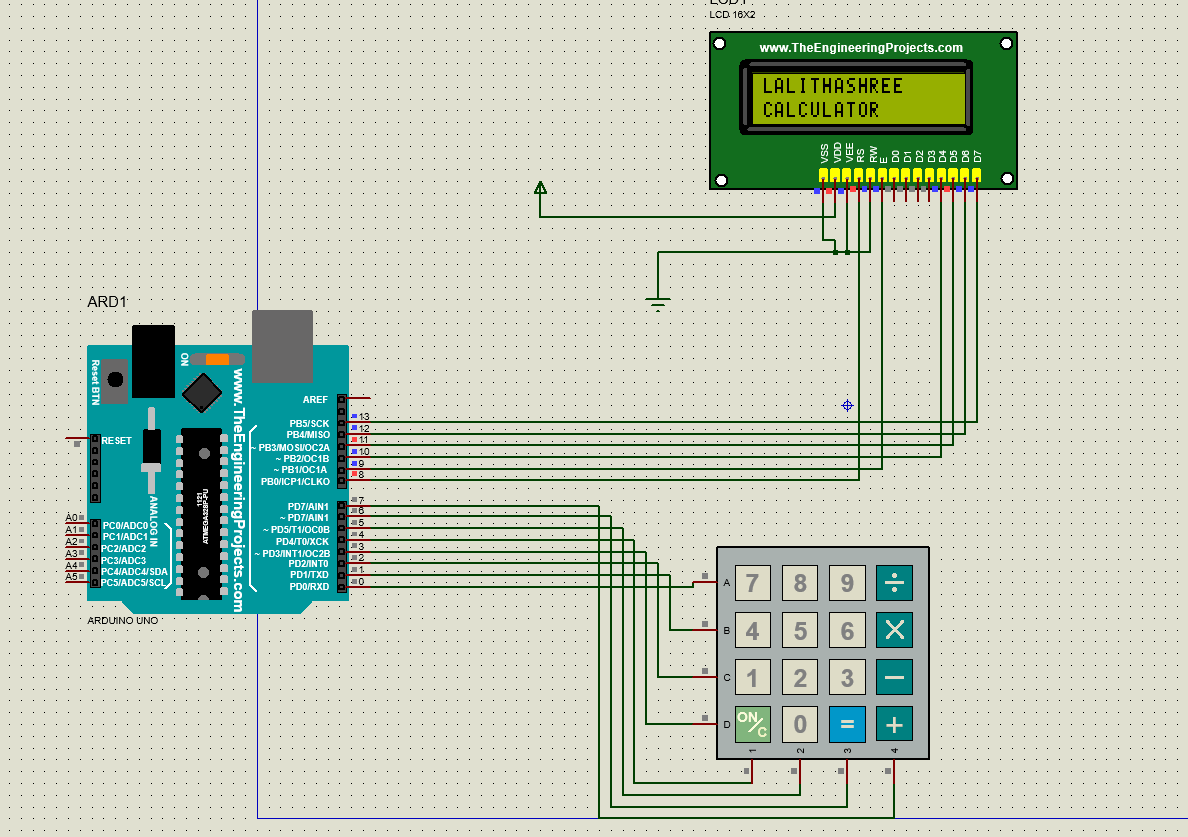 LCD1
LCD 16X2
www.TheEngineeringProjects.com
LALITHASHREE
CALCULATOR
VSS
VDD
VEE
RS
RW
E
D0
D1
D2
D3
D4
D5
D6
D7
ARD1
ON
Reset BTN
www.TheEngineeringProjects.com
AREF
PB5/SCK 13
PB4/MISO 12
~ PB3/MOSI/OC2A 11
~ PB2/OC1B 10
~ PB1/OC1A 9
PB0/ICP1/CLKO 8
PD7/AIN1 7
~ PD7/AIN1 6
~ PD5/T1/OC0B 5
PD4/T0/XCK 4
~ PD3/INT1/OC2B 3
PD2/INT0 2
PD1/TXD 1
PD0/RXD 0
RESET
1121
ATMEGA328P-PU
ANALOG IN
A0 PC0/ADC0
A1 PC1/ADC1
A2 PC2/ADC2
A3 PC3/ADC3
A4 PC4/ADC4/SDA
A5 PC5/ADC5/SCL
ARDUINO UNO
A 7 8 9 ÷
B 4 5 6 ×
C 1 2 3 −
D ON/C 0 = +
1 2 3 4